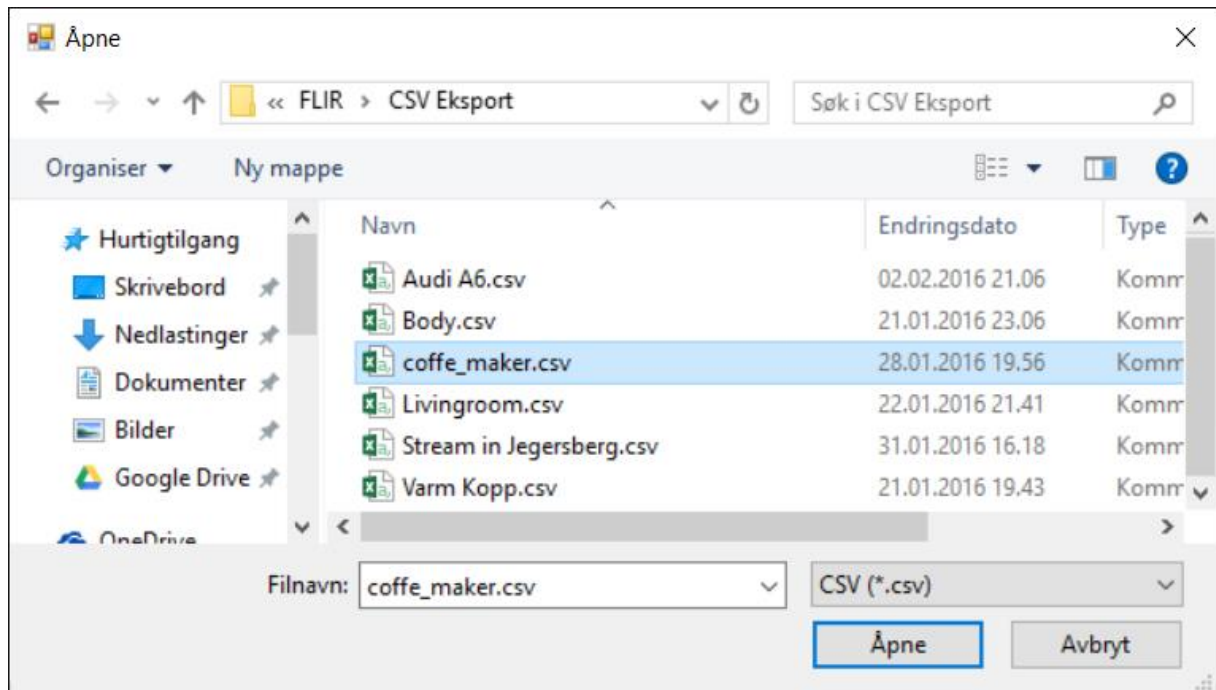 Åpne
« FLIR > CSV Eksport
Søk i CSV Eksport
Organiser
Ny mappe
Hurtigtilgang
Skrivebord
Nedlastinger
Dokumenter
Bilder
Google Drive
OneDrive
Navn Endringsdato Type
Audi A6.csv 02.02.2016 21.06 Komm
Body.csv 21.01.2016 23.06 Komm
coffe_maker.csv 28.01.2016 19.56 Komm
Livingroom.csv 22.01.2016 21.41 Komm
Stream in Jegersberg.csv 31.01.2016 16.18 Komm
Varm Kopp.csv 21.01.2016 19.43 Komm
Filnavn: coffe_maker.csv
CSV (*.csv)
Åpne
Avbryt